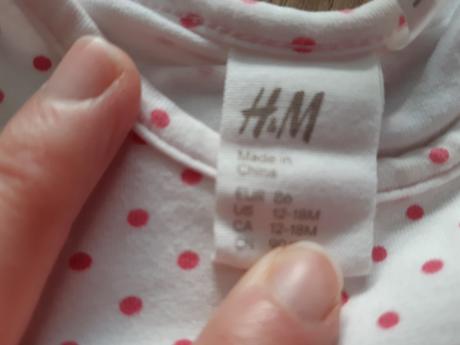 H&M
Made in
China
EUR 86
US 12-18M
CA 12-18M
CN 90